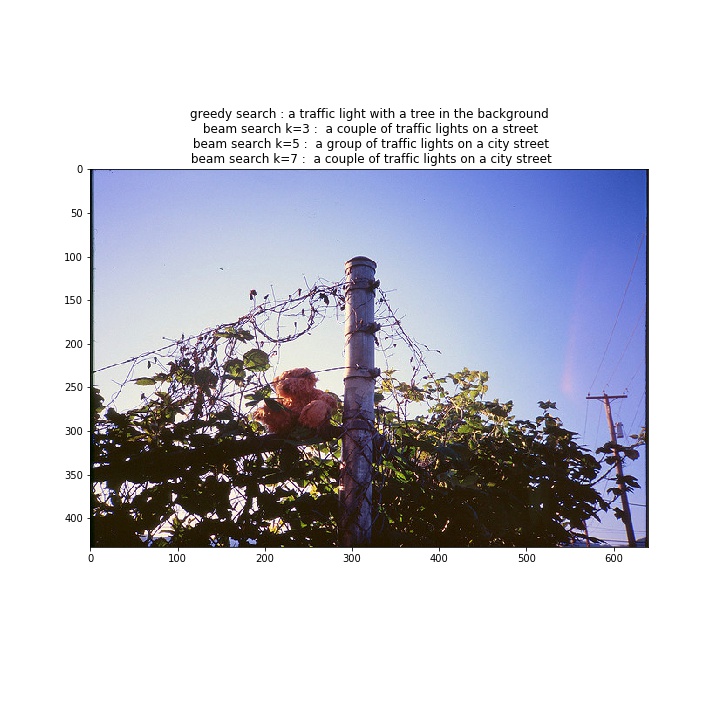 greedy search : a traffic light with a tree in the background
beam search k=3 :  a couple of traffic lights on a street
beam search k=5 :  a group of traffic lights on a city street
beam search k=7 :  a couple of traffic lights on a city street
0
50
100
150
200
250
300
350
400
0 100 200 300 400 500 600